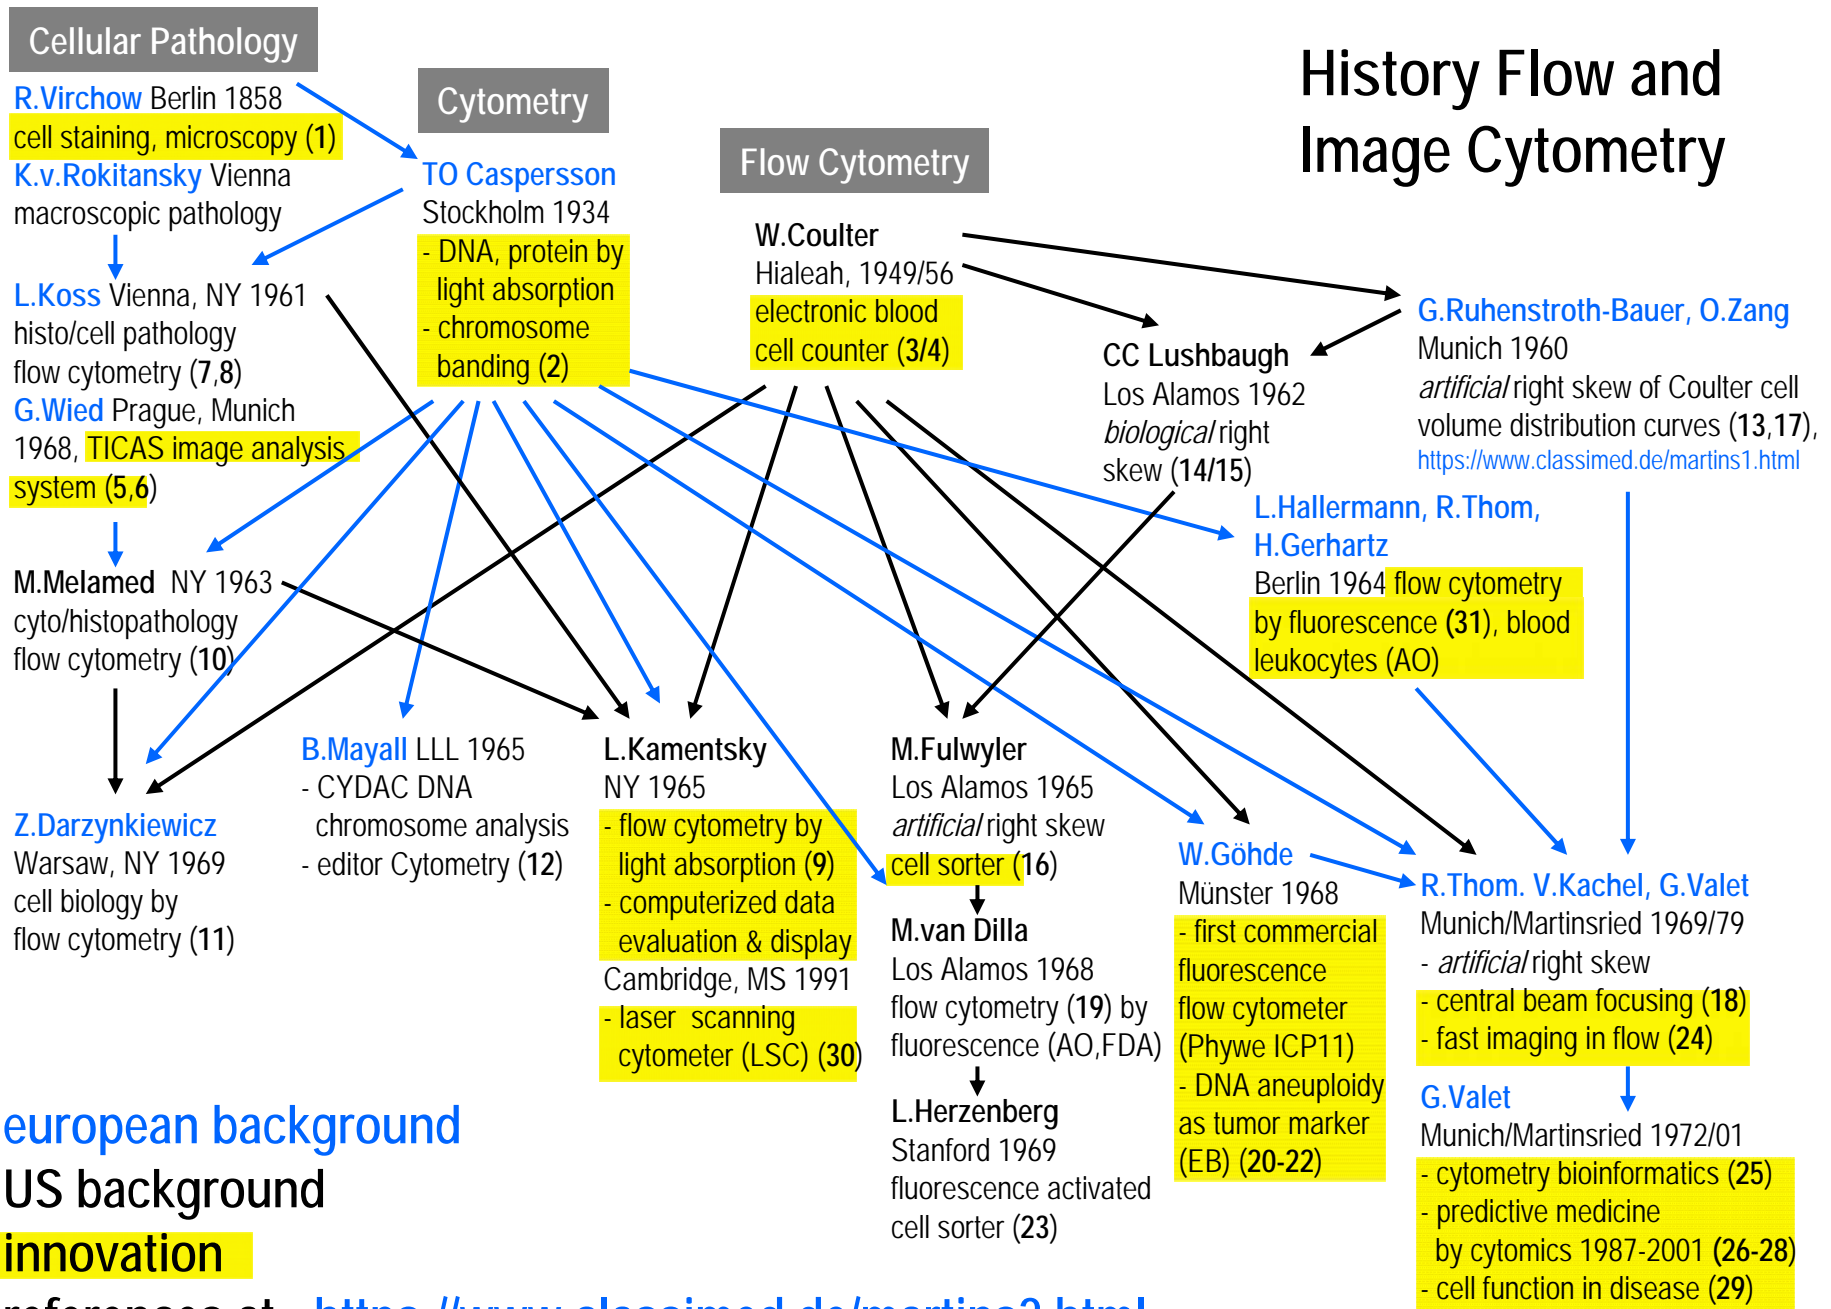 Cellular Pathology
R.Virchow Berlin 1858
cell staining, microscopy (1)
K.v.Rokitansky Vienna
macroscopic pathology
L.Koss Vienna, NY 1961
histo/cell pathology
flow cytometry (7,8)
G.Wied Prague, Munich
1968, TICAS image analysis
system (5,6)
M.Melamed NY 1963
cyto/histopathology
flow cytometry (10)
Z.Darzynkiewicz
Warsaw, NY 1969
cell biology by
flow cytometry (11)
Cytometry
TO Caspersson
Stockholm 1934
- DNA, protein by
light absorption
- chromosome
banding (2)
B.Mayall LLL 1965
- CYDAC DNA
chromosome analysis
- editor Cytometry (12)
L.Kamentsky
NY 1965
- flow cytometry by
light absorption (9)
- computerized data
evaluation & display
Cambridge, MS 1991
- laser scanning
cytometer (LSC) (30)
Flow Cytometry
W.Coulter
Hialeah, 1949/56
electronic blood
cell counter (3/4)
M.Fulwyler
Los Alamos 1965
artificial right skew
cell sorter (16)
M.van Dilla
Los Alamos 1968
flow cytometry (19) by
fluorescence (AO,FDA)
L.Herzenberg
Stanford 1969
fluorescence activated
cell sorter (23)
History Flow and
Image Cytometry
CC Lushbaugh
Los Alamos 1962
biological right
skew (14/15)
G.Ruhenstroth-Bauer, O.Zang
Munich 1960
artificial right skew of Coulter cell
volume distribution curves (13,17),
https://www.classimed.de/martins1.html
L.Hallermann, R.Thom,
H.Gerhartz
Berlin 1964 flow cytometry
by fluorescence (31), blood
leukocytes (AO)
W.Göhde
Münster 1968
- first commercial
fluorescence
flow cytometer
(Phywe ICP11)
- DNA aneuploidy
as tumor marker
(EB) (20-22)
R.Thom. V.Kachel, G.Valet
Munich/Martinsried 1969/79
- artificial right skew
- central beam focusing (18)
- fast imaging in flow (24)
G.Valet
Munich/Martinsried 1972/01
- cytometry bioinformatics (25)
- predictive medicine
by cytomics 1987-2001 (26-28)
- cell function in disease (29)
european background
US background
innovation
references at https://www.classimed.de/martins2.html